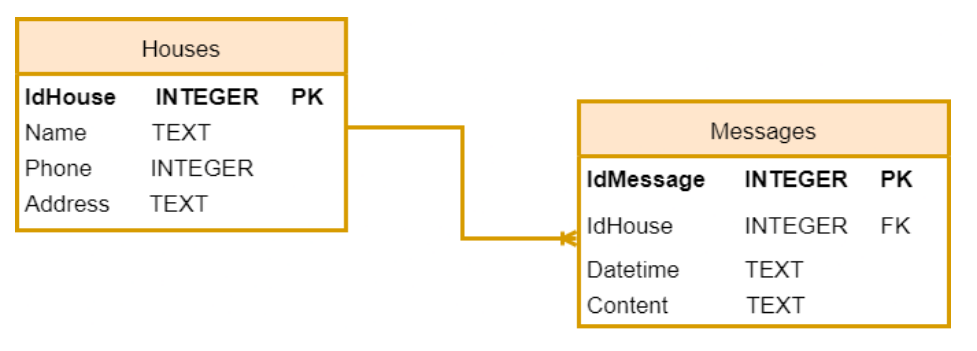 Houses
IdHouse INTEGER PK
Name TEXT
Phone INTEGER
Address TEXT
Messages
IdMessage INTEGER PK
IdHouse INTEGER FK
Datetime TEXT
Content TEXT